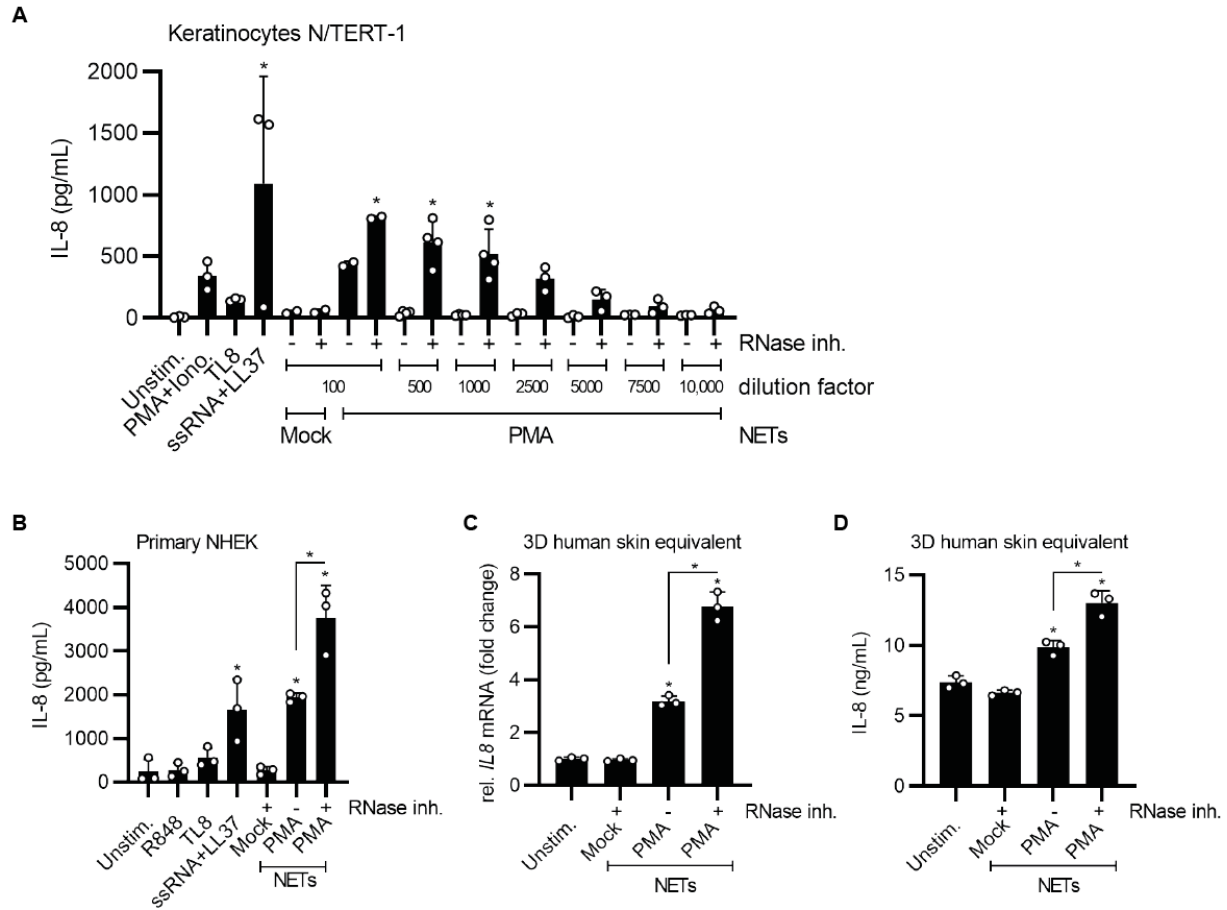 A
Keratinocytes N/TERT-1
IL-8 (pg/mL)
2000
1500
1000
500
0
* * * *
Unstim.
PMA+Iono.
TL8
ssRNA+LL37
- + - + - + - + - + - + - + - + RNase inh.
100 500 1000 2500 5000 7500 10,000 dilution factor
Mock PMA NETs
B
Primary NHEK
IL-8 (pg/mL)
5000
4000
3000
2000
1000
0
* * * *
Unstim.
R848
TL8
ssRNA+LL37
Mock
PMA
PMA
+ - + RNase inh.
NETs
C
3D human skin equivalent
rel. IL8 mRNA (fold change)
8
6
4
2
0
* * *
Unstim.
Mock
PMA
PMA
+ - + RNase inh.
NETs
D
3D human skin equivalent
IL-8 (ng/mL)
15
10
5
0
* * *
Unstim.
Mock
PMA
PMA
+ - + RNase inh.
NETs